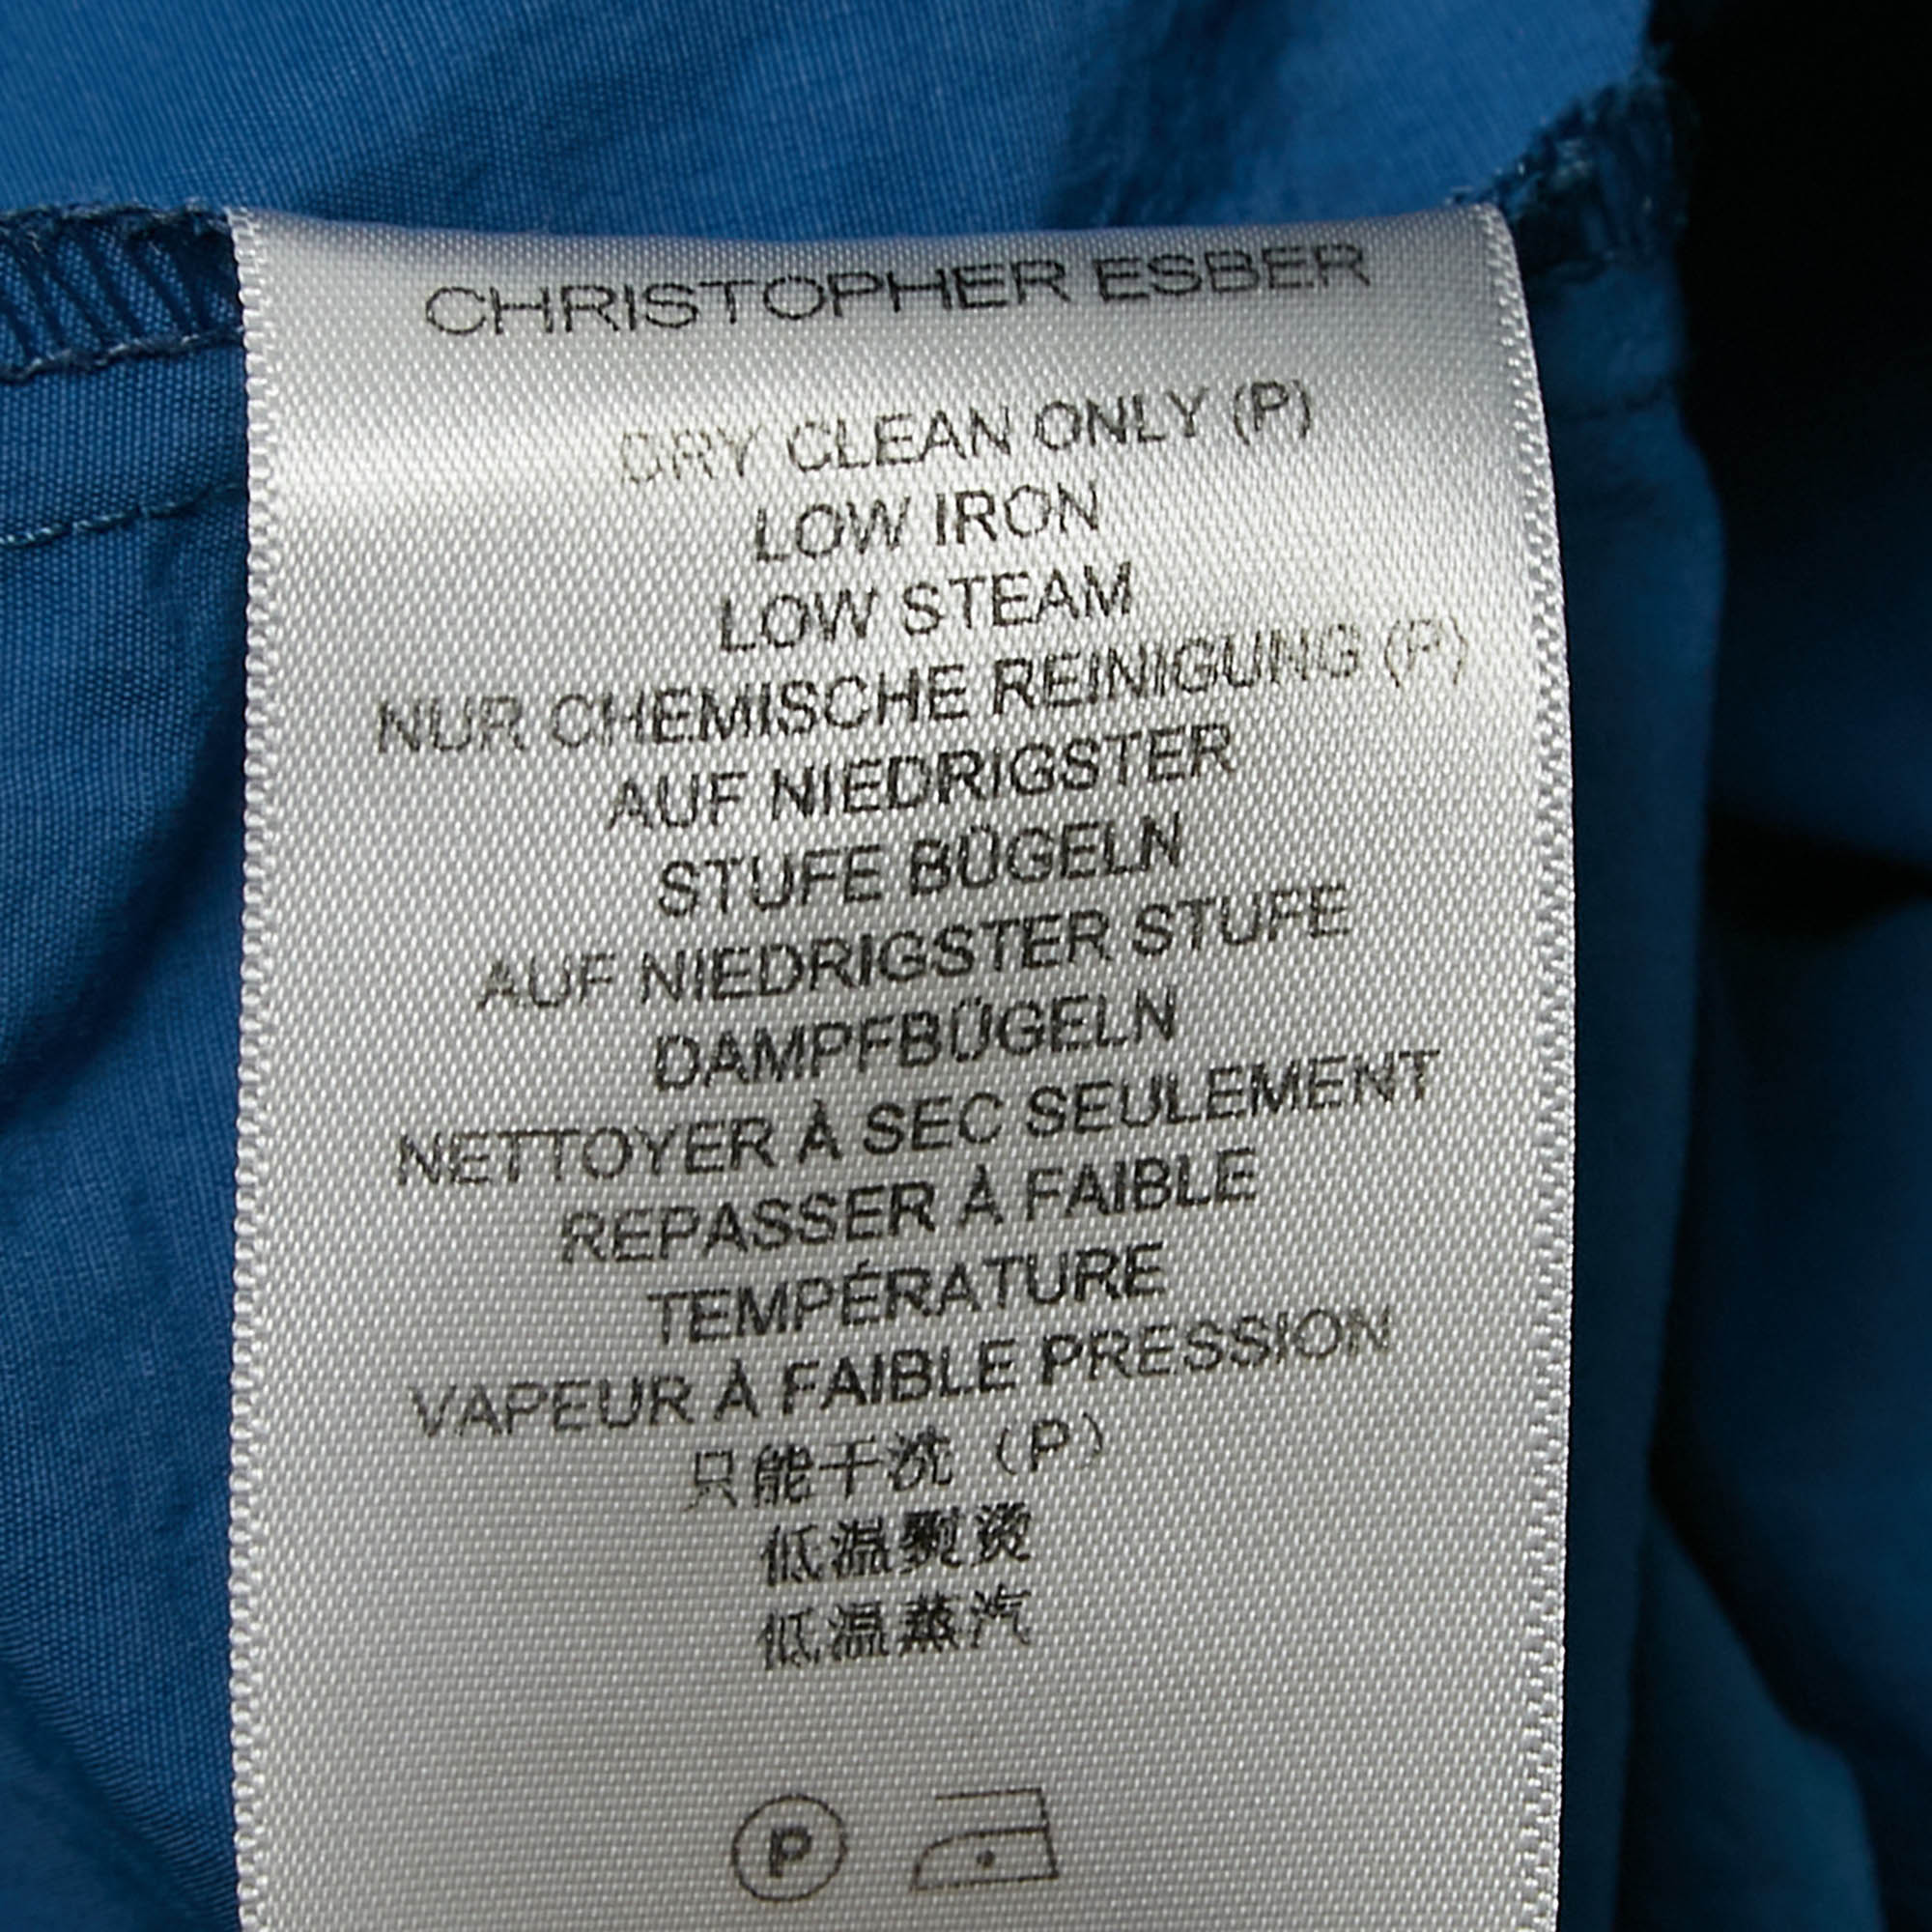 CHRISTOPHER ESBER
DRY CLEAN ONLY (P)
LOW IRON
LOW STEAM
NUR CHEMISCHE REINIGUNG (P)
AUF NIEDRIGSTER
STUFE BÜGELN
AUF NIEDRIGSTER STUFE
DAMPFBÜGELN
NETTOYER À SEC SEULEMENT
REPASSER À FAIBLE
TEMPÉRATURE
VAPEUR À FAIBLE PRESSION
只能干洗（P）
低温熨烫
低温蒸汽
P